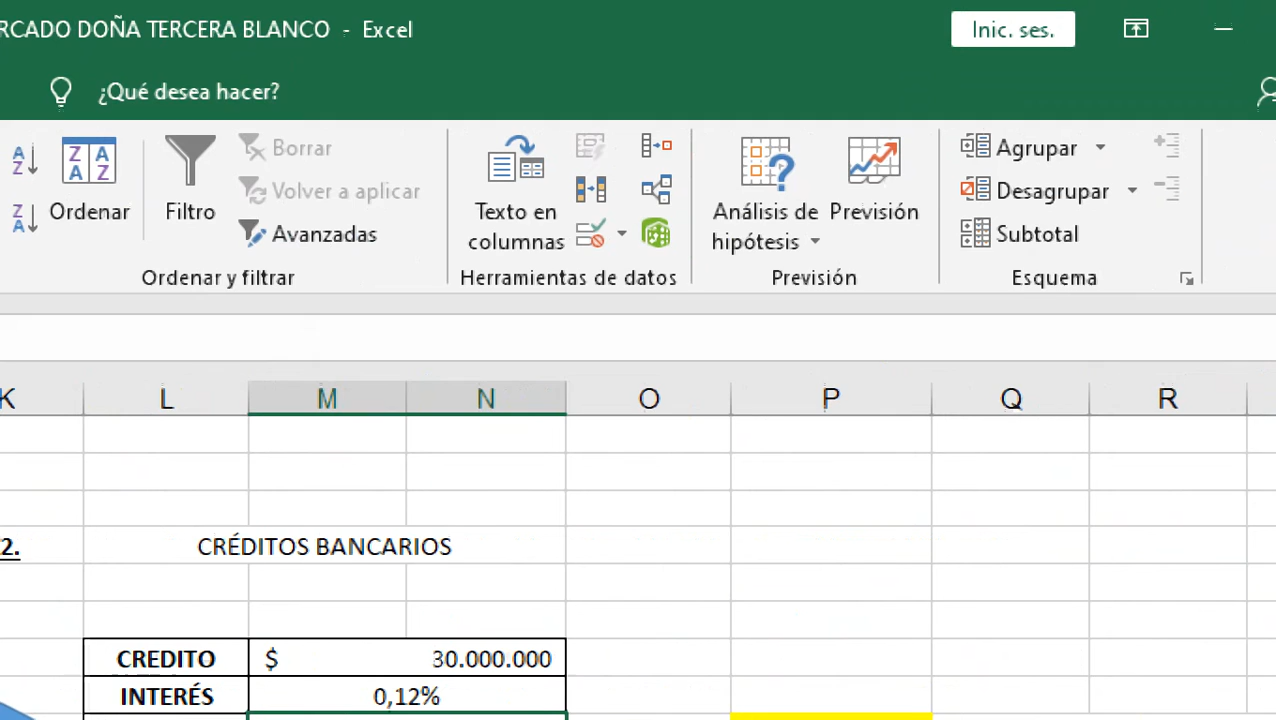 RCADO DOÑA TERCERA BLANCO - Excel
Inic. ses.
¿Qué desea hacer?
Ordenar
Filtro
Borrar
Volver a aplicar
Avanzadas
Ordenar y filtrar
Texto en
columnas
Herramientas de datos
Análisis de
hipótesis
Previsión
Previsión
Agrupar
Desagrupar
Subtotal
Esquema
K L M N O P Q R
2. CRÉDITOS BANCARIOS
CREDITO $ 30.000.000
INTERÉS 0,12%